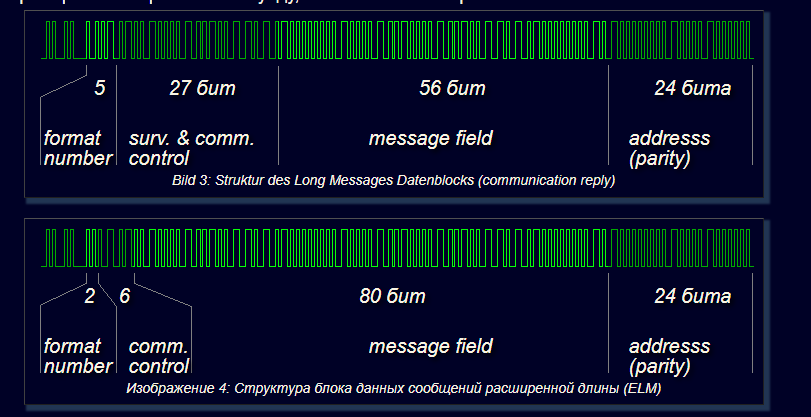 5 27 бит 56 бит 24 бита
format surv. & comm. message field addresss
number control (parity)
Bild 3: Struktur des Long Messages Datenblocks (communication reply)
2 6 80 бит 24 бита
format comm. message field addresss
number control (parity)
Изображение 4: Структура блока данных сообщений расширенной длины (ELM)